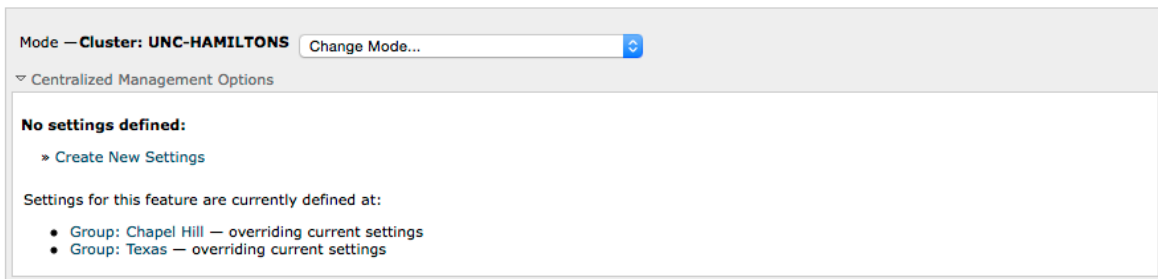 Mode —Cluster: UNC-HAMILTONS Change Mode...
▽ Centralized Management Options
No settings defined:
» Create New Settings
Settings for this feature are currently defined at:
• Group: Chapel Hill — overriding current settings
• Group: Texas — overriding current settings